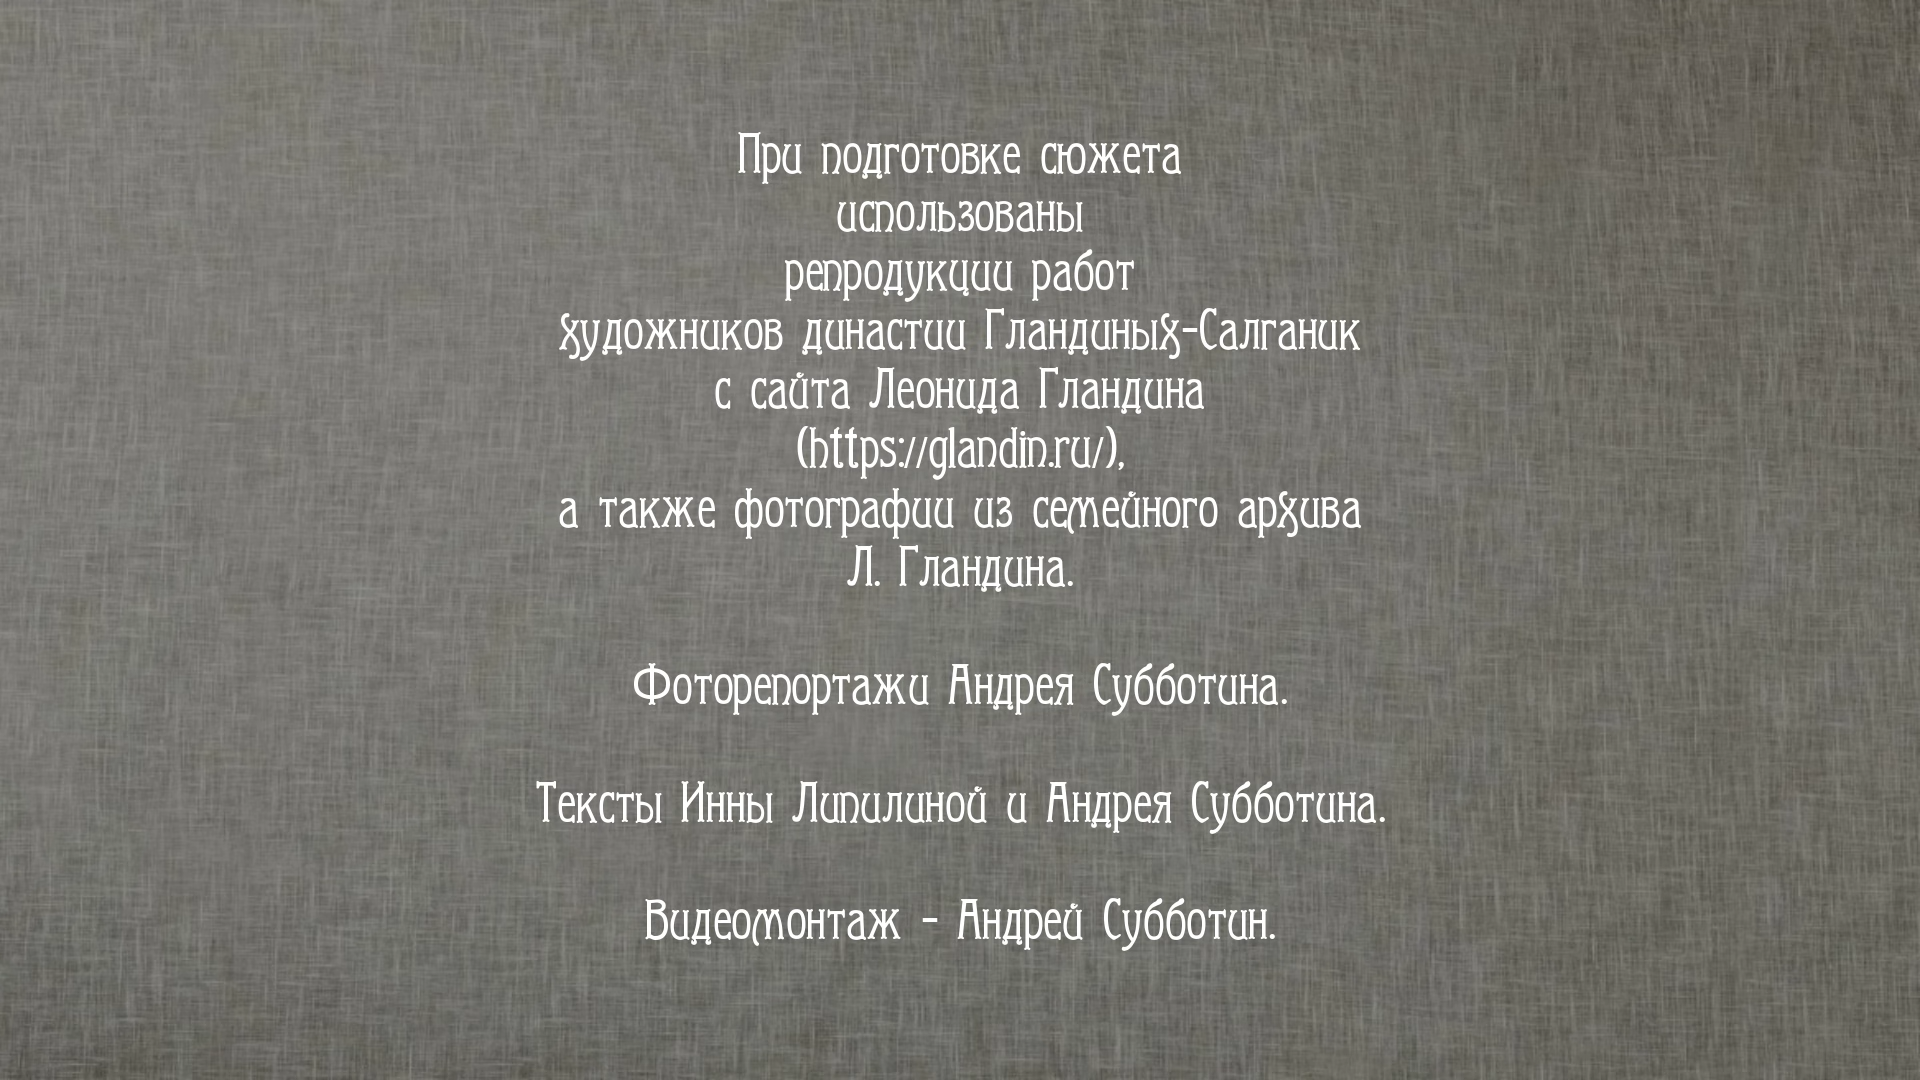 При подготовке сюжета
использованы
репродукции работ
художников династии Гландиных-Салганик
с сайта Леонида Гландина
(https://glandin.ru/),
а также фотографии из семейного архива
Л. Гландина.
Фоторепортажи Андрея Субботина.
Тексты Инны Липилиной и Андрея Субботина.
Видеомонтаж - Андрей Субботин.